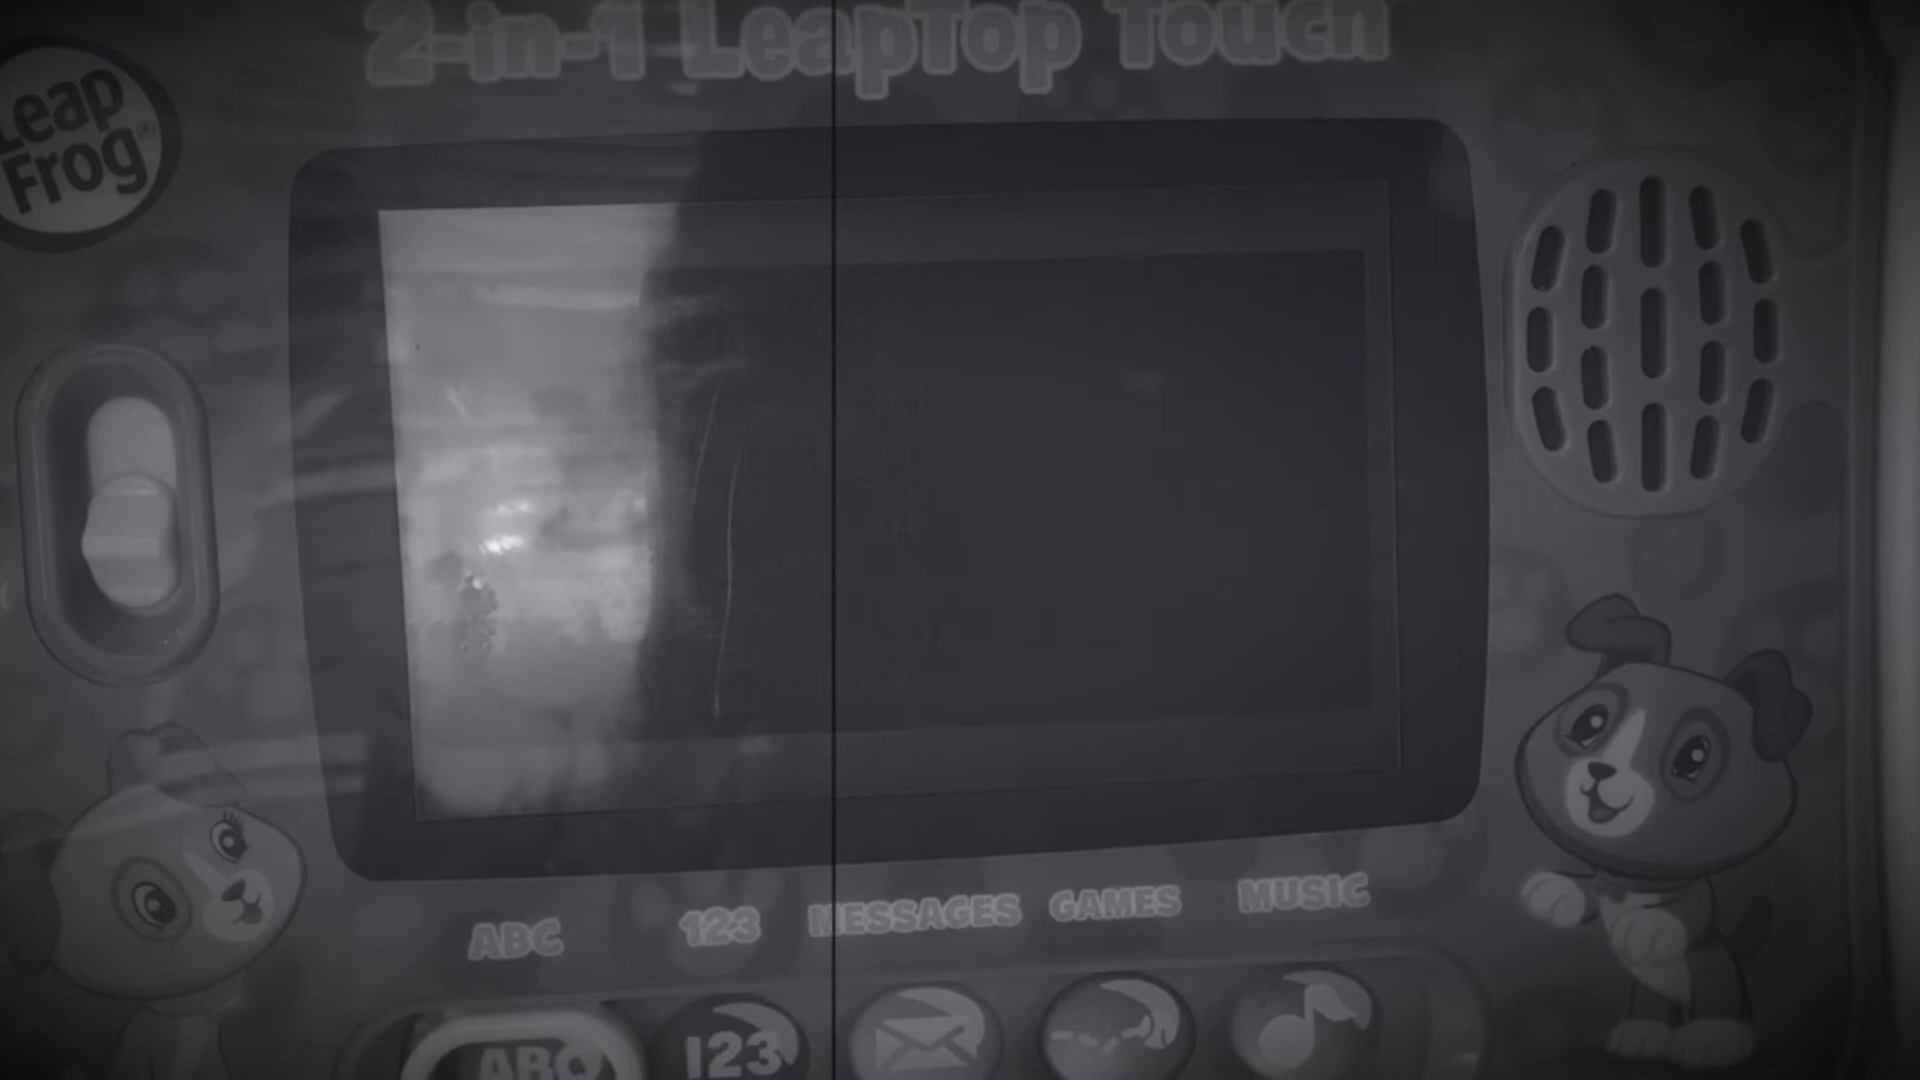 2-in-1 LeapTop Touch
Leap
Frog®
ABC 123 MESSAGES GAMES MUSIC
ABC 123